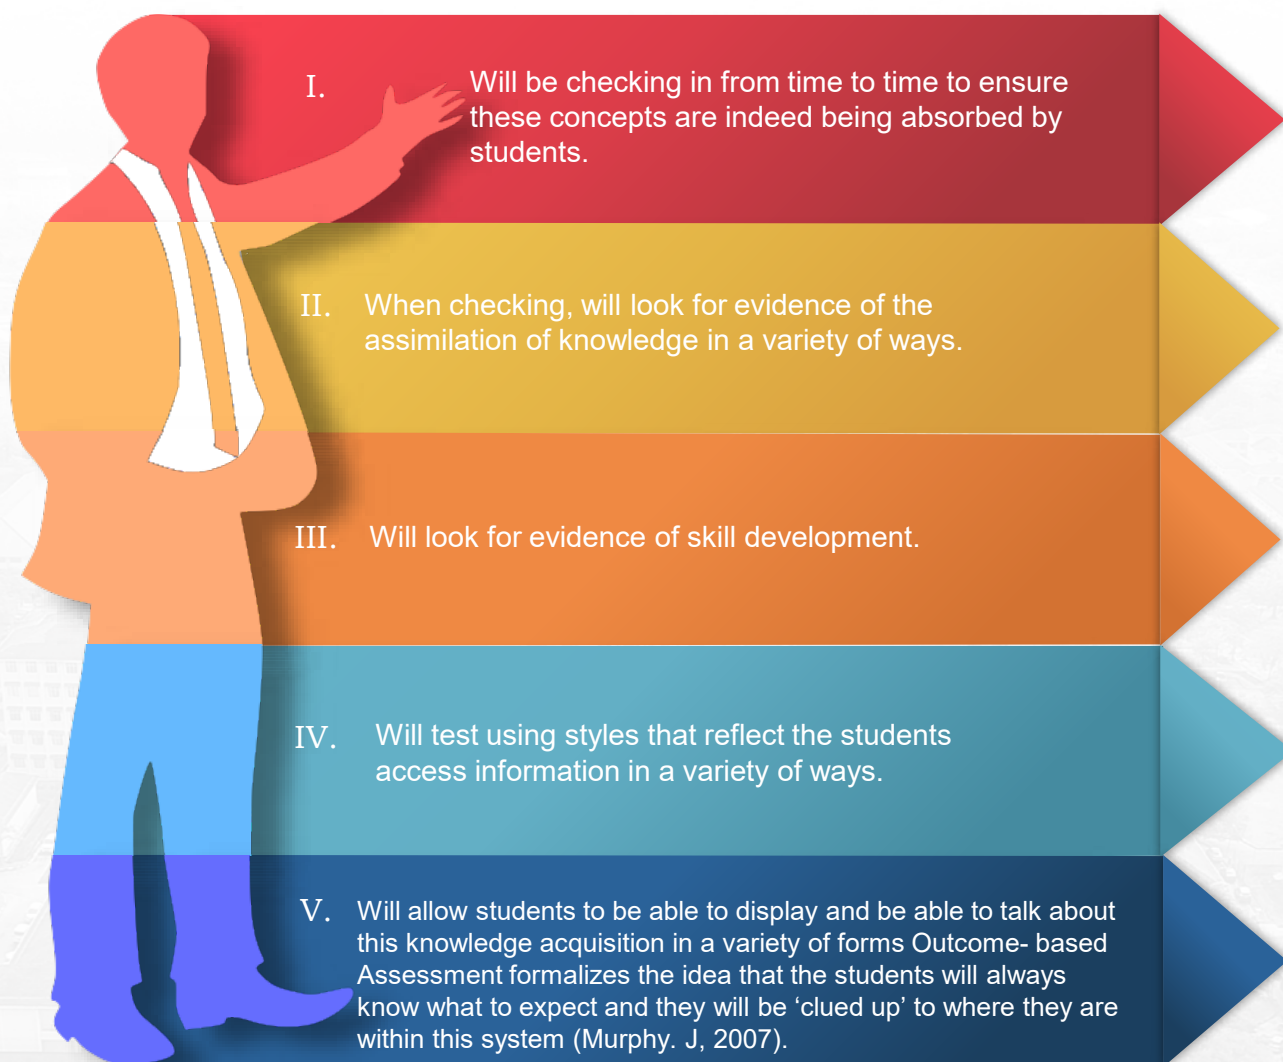 I. Will be checking in from time to time to ensure
these concepts are indeed being absorbed by
students.
II. When checking, will look for evidence of the
assimilation of knowledge in a variety of ways.
III. Will look for evidence of skill development.
IV. Will test using styles that reflect the students
access information in a variety of ways.
V. Will allow students to be able to display and be able to talk about
this knowledge acquisition in a variety of forms Outcome- based
Assessment formalizes the idea that the students will always
know what to expect and they will be ‘clued up’ to where they are
within this system (Murphy. J, 2007).